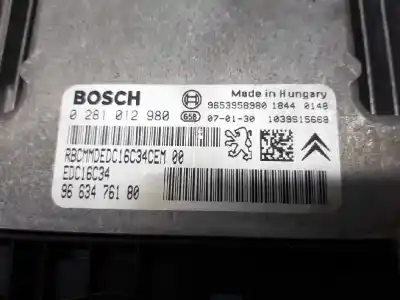 BOSCH
Made in Hungary
9653958980 1844 0148
0 281 012 980 658 07-01-30 1039S15668
RBCMMDEDC16C34CEM 00
EDC16C34
96 634 761 80